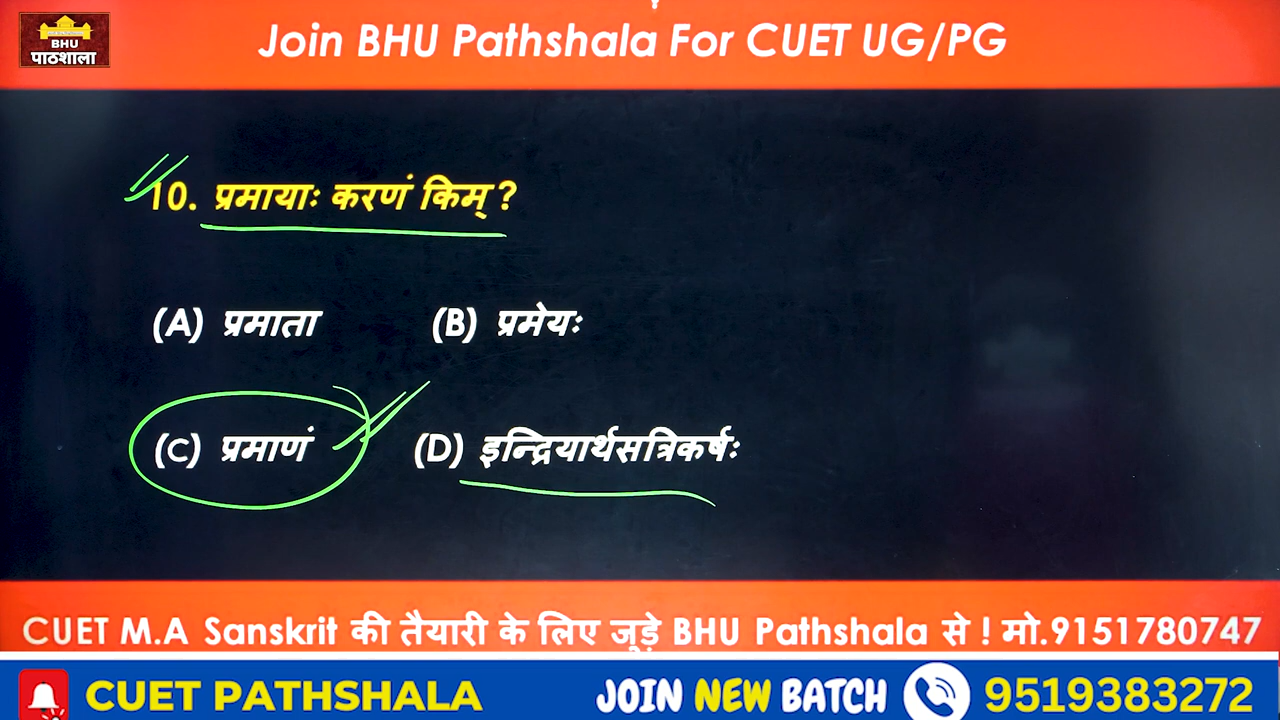 BHU
पाठशाला
Join BHU Pathshala For CUET UG/PG
10. प्रमायाः करणं किम्?
(A) प्रमाता (B) प्रमेयः
(C) प्रमाणं (D) इन्द्रियार्थसत्रिकर्षः
CUET M.A Sanskrit की तैयारी के लिए जुड़े BHU Pathshala से ! मो.9151780747
CUET PATHSHALA JOIN NEW BATCH 9519383272